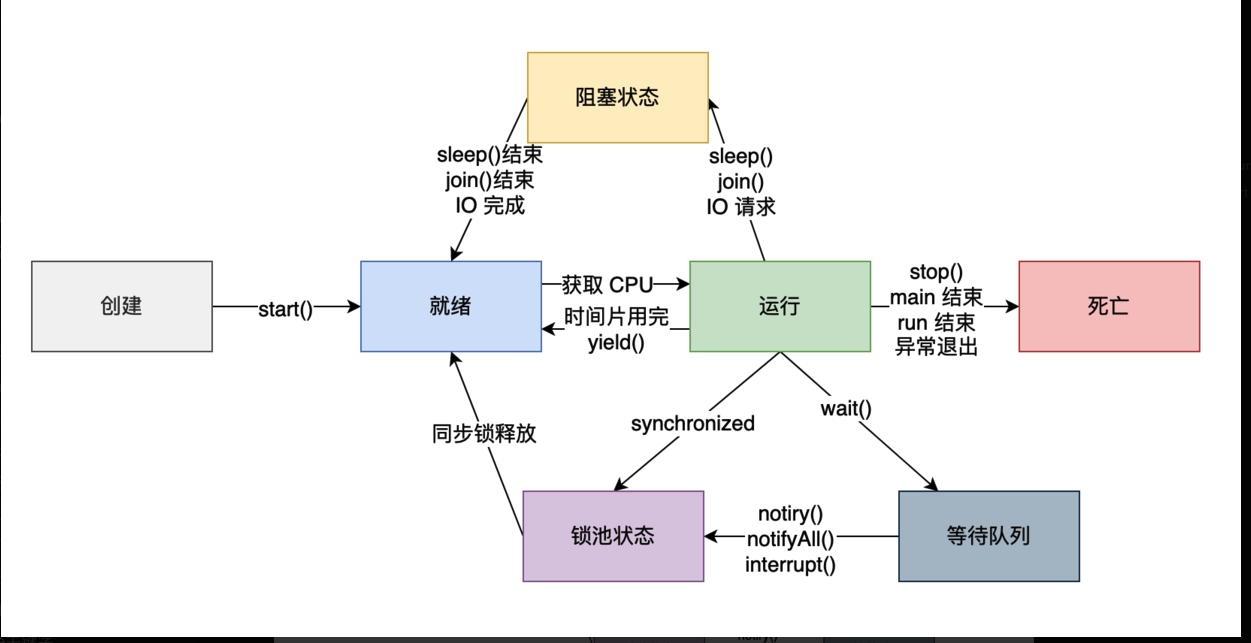 阻塞状态
sleep()结束
join()结束
IO 完成
sleep()
join()
IO 请求
创建
start()
就绪
获取 CPU
时间片用完
yield()
运行
stop()
main 结束
run 结束
异常退出
死亡
同步锁释放
synchronized
wait()
锁池状态
notiry()
notifyAll()
interrupt()
等待队列